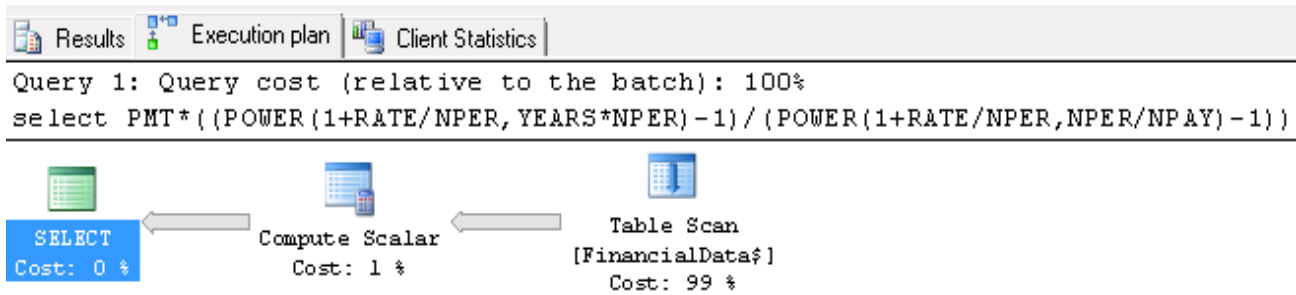 Results Execution plan Client Statistics
Query 1: Query cost (relative to the batch): 100%
select PMT*((POWER(1+RATE/NPER,YEARS*NPER)-1)/(POWER(1+RATE/NPER,NPER/NPAY)-1))
SELECT
Cost: 0 %
Compute Scalar
Cost: 1 %
Table Scan
[FinancialData$]
Cost: 99 %